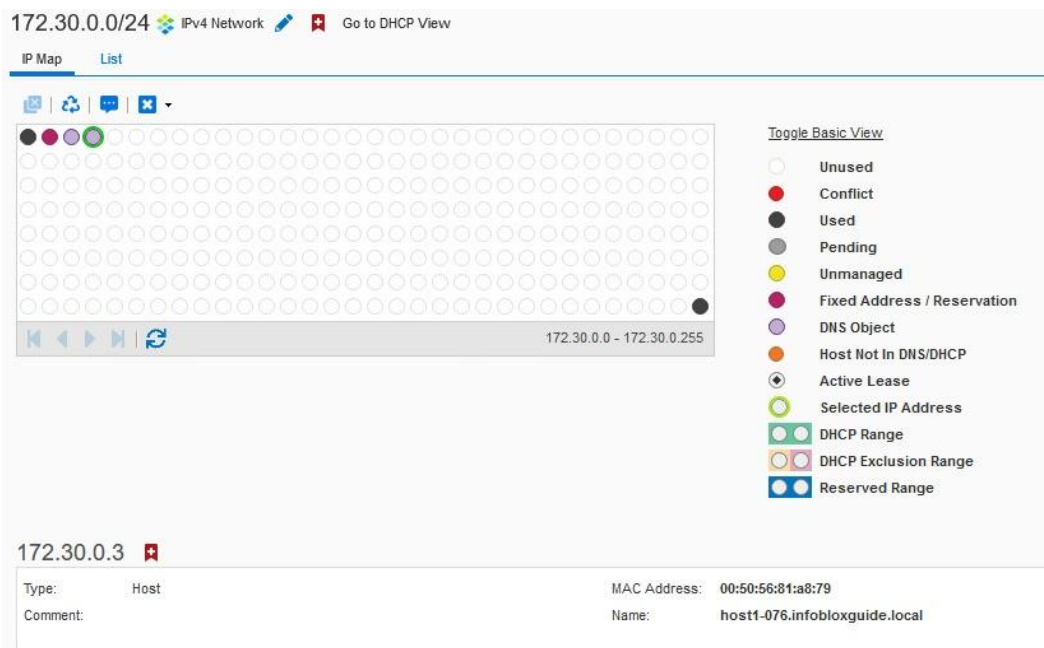 172.30.0.0/24 IPv4 Network Go to DHCP View
IP Map List
172.30.0.0 - 172.30.0.255
Toggle Basic View
Unused
Conflict
Used
Pending
Unmanaged
Fixed Address / Reservation
DNS Object
Host Not In DNS/DHCP
Active Lease
Selected IP Address
DHCP Range
DHCP Exclusion Range
Reserved Range
172.30.0.3
Type: Host MAC Address: 00:50:56:81:a8:79
Comment: Name: host1-076.infobloxguide.local